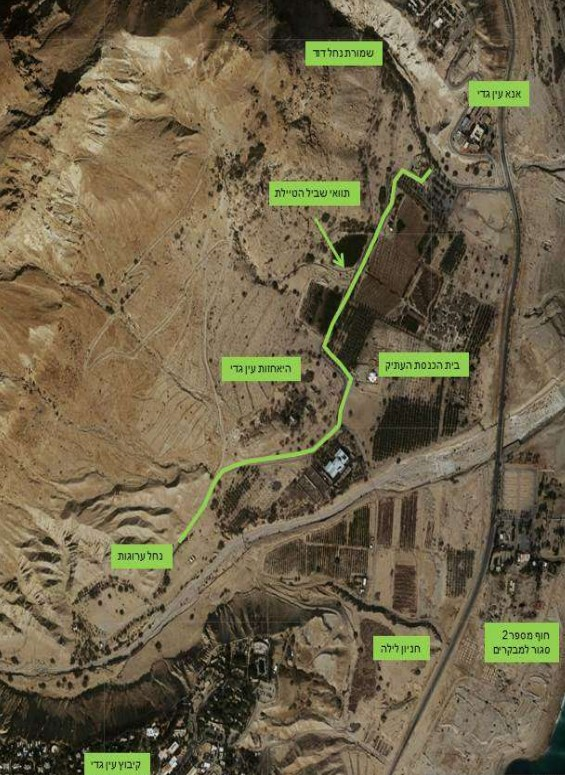 שמורת נחל דוד
אנא עין גדי
תוואי שביל הטיילת
היאחזות עין גדי
בית הכנסת העתיק
נחל ערוגות
חניון לילה
חוף מספר 2
סגור למבקרים
קיבוץ עין גדי